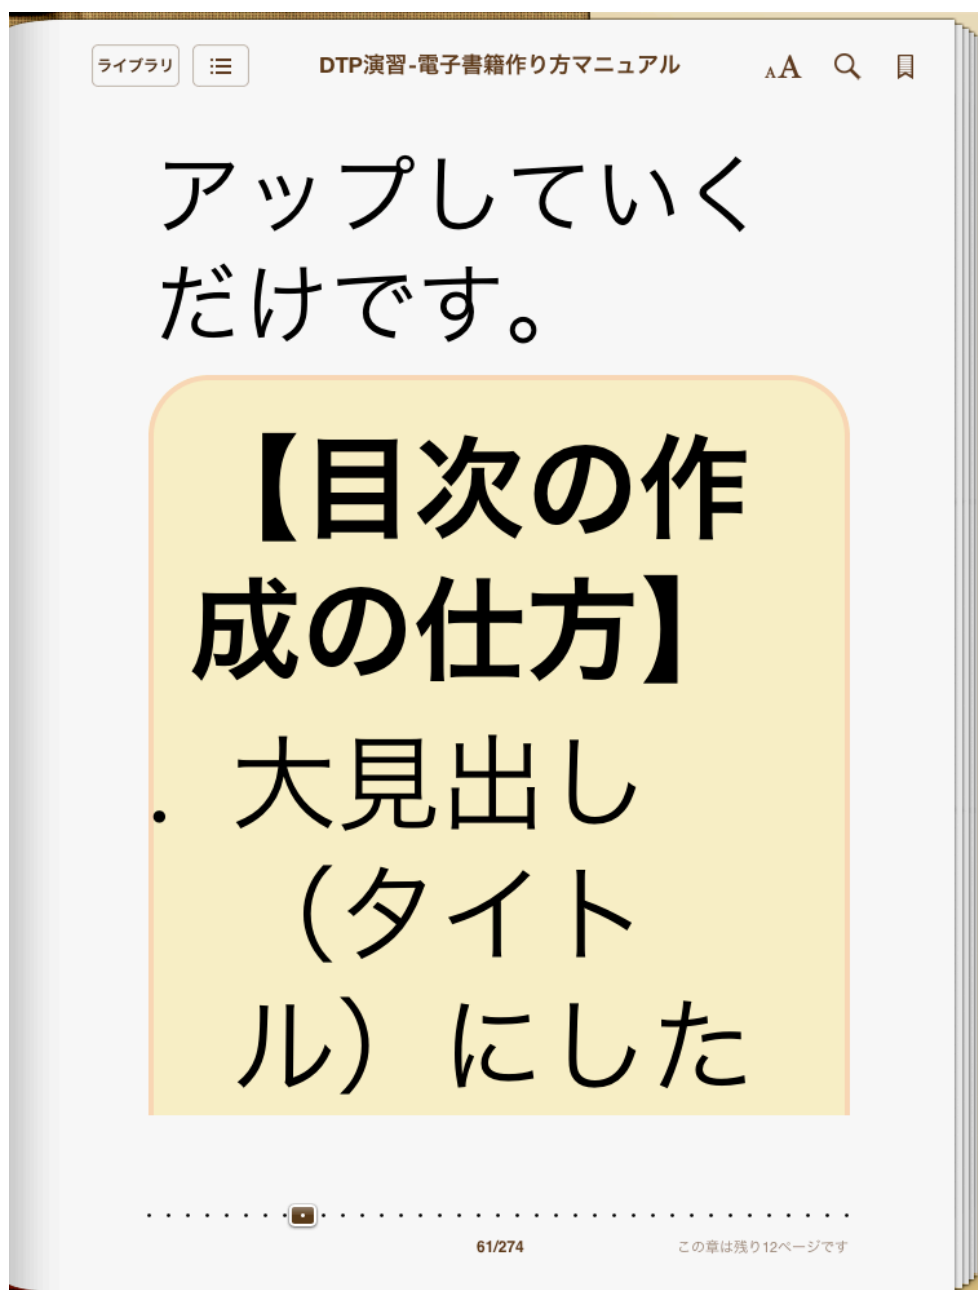 ライブラリ
DTP演習-電子書籍作り方マニュアル
AA
アップしていく
だけです。
【目次の作
成の仕方】
. 大見出し
（タイト
ル）にした
61/274
この章は残り12ページです